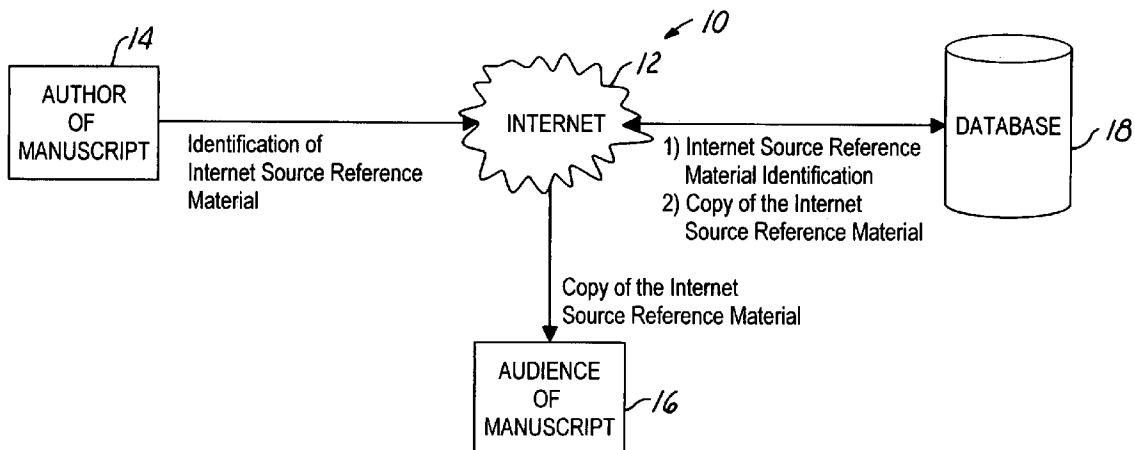 10
14
12
AUTHOR
OF
MANUSCRIPT
INTERNET
DATABASE
18
Identification of
Internet Source Reference
Material
1) Internet Source Reference
Material Identification
2) Copy of the Internet
Source Reference Material
Copy of the Internet
Source Reference Material
AUDIENCE
OF
MANUSCRIPT
16